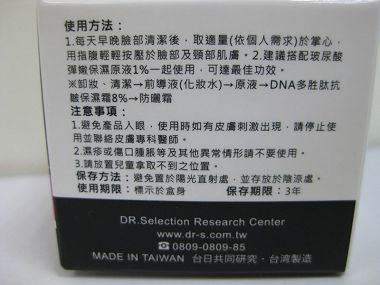 使用方法：
1.每天早晚臉部清潔後，取適量(依個人需求)於掌心，
用指腹輕輕按壓於臉部及頸部肌膚。2.建議搭配玻尿酸
彈嫩保濕原液1%一起使用，可達最佳功效。
※卸妝、清潔→前導液(化妝水)→原液→DNA多胜肽抗
皺保濕霜8%→防曬霜
注意事項：
1.避免產品入眼，使用時如有皮膚刺激出現，請停止使
用並聯絡皮膚專科醫師。
2.濕疹或傷口腫脹等及其他異常情形請不要使用。
3.請放置兒童拿取不到之位置。
保存方法：避免置於陽光直射處，並存放於陰涼處。
使用期限：標示於盒身 保存期限：3年
DR.Selection Research Center
www.dr-s.com.tw
☎0809-0809-85
MADE IN TAIWAN 台日共同研究．台灣製造